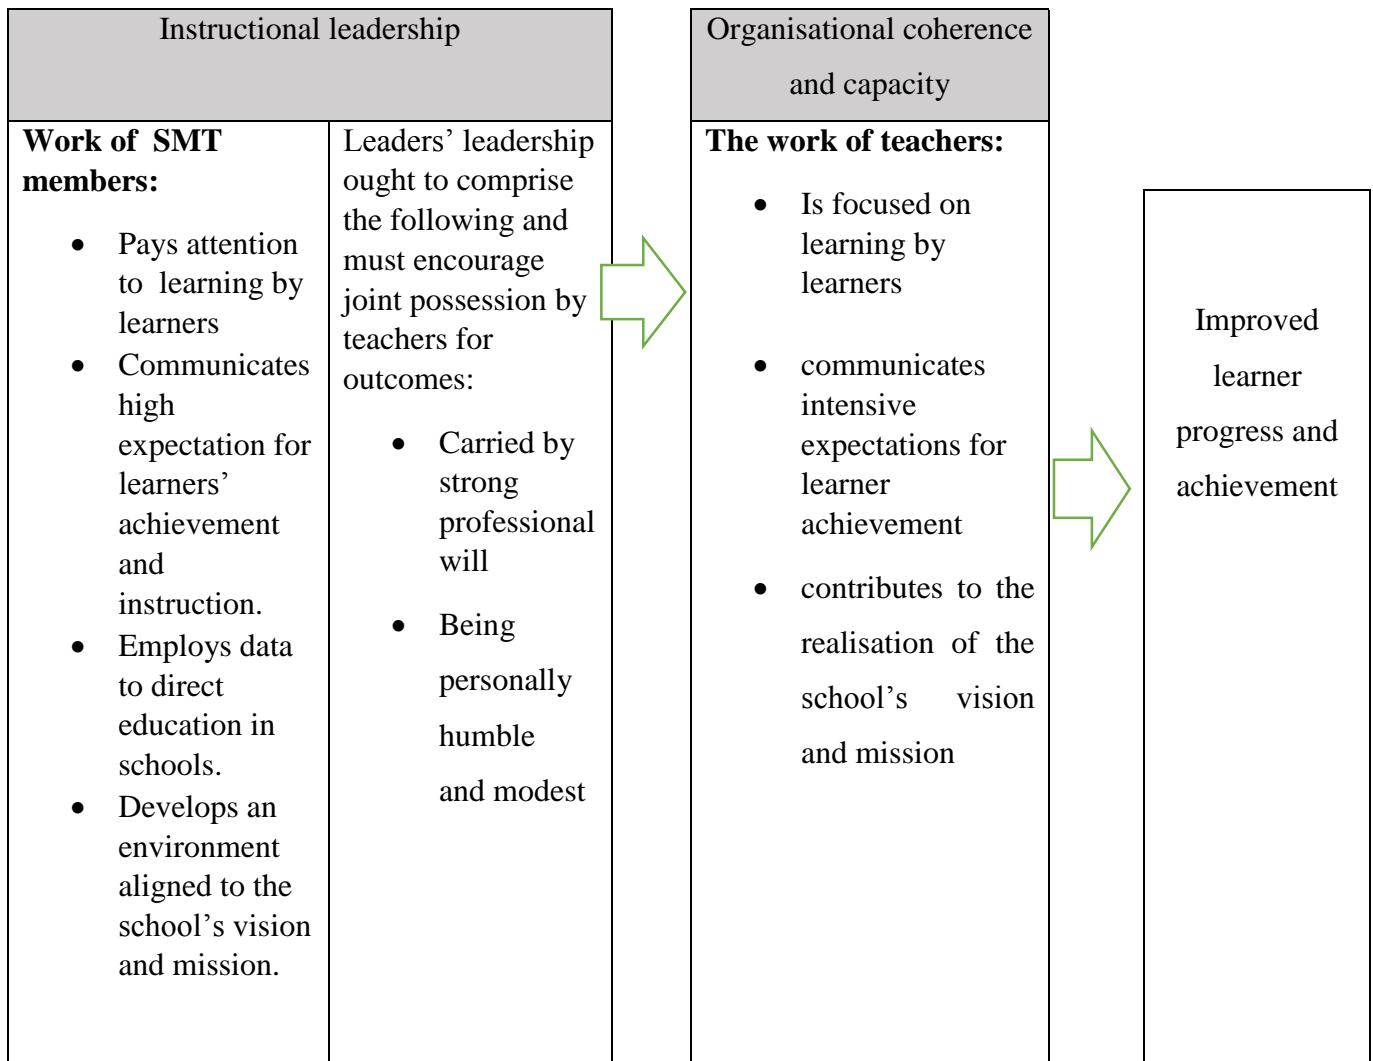 Instructional leadership
Work of SMT
members:
• Pays attention
to learning by
learners
• Communicates
high
expectation for
learners’
achievement
and
instruction.
• Employs data
to direct
education in
schools.
• Develops an
environment
aligned to the
school’s vision
and mission.
Leaders’ leadership
ought to comprise
the following and
must encourage
joint possession by
teachers for
outcomes:
• Carried by
strong
professional
will
• Being
personally
humble
and modest
Organisational coherence
and capacity
The work of teachers:
• Is focused on
learning by
learners
• communicates
intensive
expectations for
learner
achievement
• contributes to the
realisation of the
school’s vision
and mission
Improved
learner
progress and
achievement